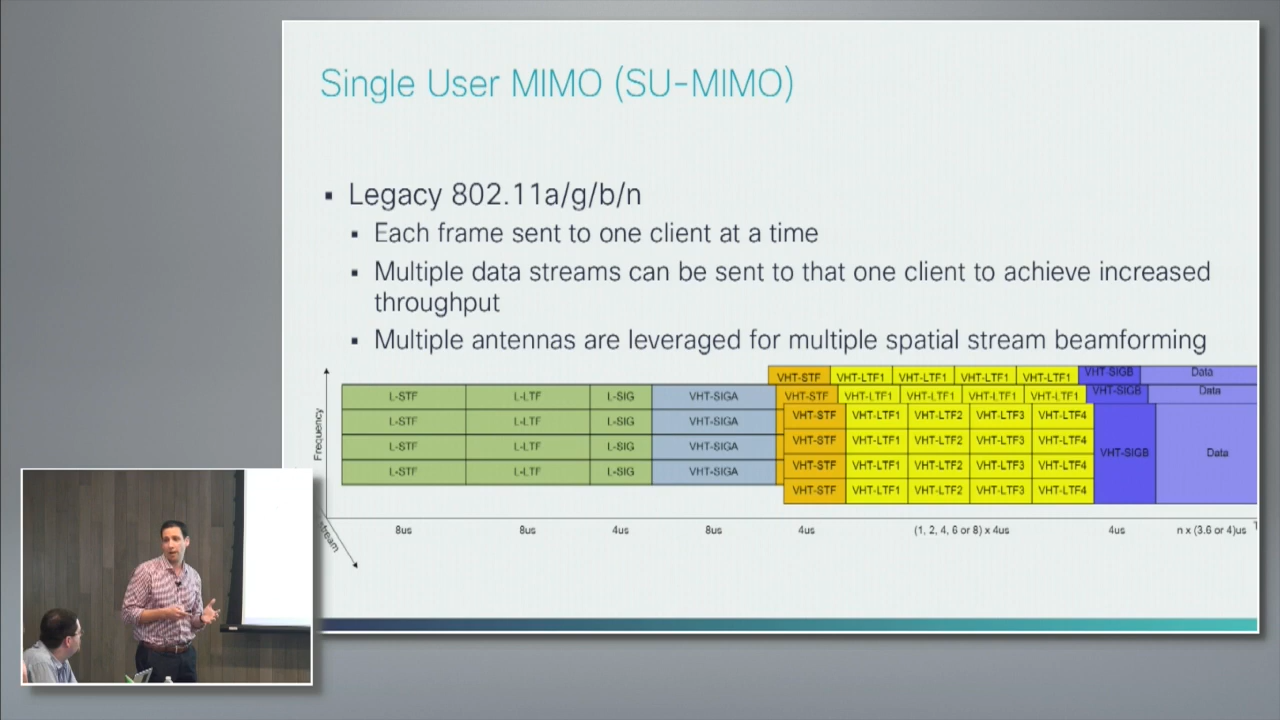 Single User MIMO (SU-MIMO)
▪ Legacy 802.11a/g/b/n
▪ Each frame sent to one client at a time
▪ Multiple data streams can be sent to that one client to achieve increased
throughput
▪ Multiple antennas are leveraged for multiple spatial stream beamforming
VHT-STF VHT-LTF1 VHT-LTF1 VHT-LTF1 VHT-LTF1 VHT-SIGB Data
L-STF L-LTF L-SIG VHT-SIGA VHT-STF VHT-LTF1 VHT-LTF1 VHT-LTF1 VHT-LTF1 VHT-SIGB Data
L-STF L-LTF L-SIG VHT-SIGA VHT-STF VHT-LTF1 VHT-LTF2 VHT-LTF3 VHT-LTF4
L-STF L-LTF L-SIG VHT-SIGA VHT-STF VHT-LTF1 VHT-LTF2 VHT-LTF3 VHT-LTF4 VHT-SIGB Data
L-STF L-LTF L-SIG VHT-SIGA VHT-STF VHT-LTF1 VHT-LTF2 VHT-LTF3 VHT-LTF4
VHT-STF VHT-LTF1 VHT-LTF2 VHT-LTF3 VHT-LTF4
Frequency
8us 8us 4us 8us 4us (1, 2, 4, 6 or 8) x 4us 4us n x (3.6 or 4)us